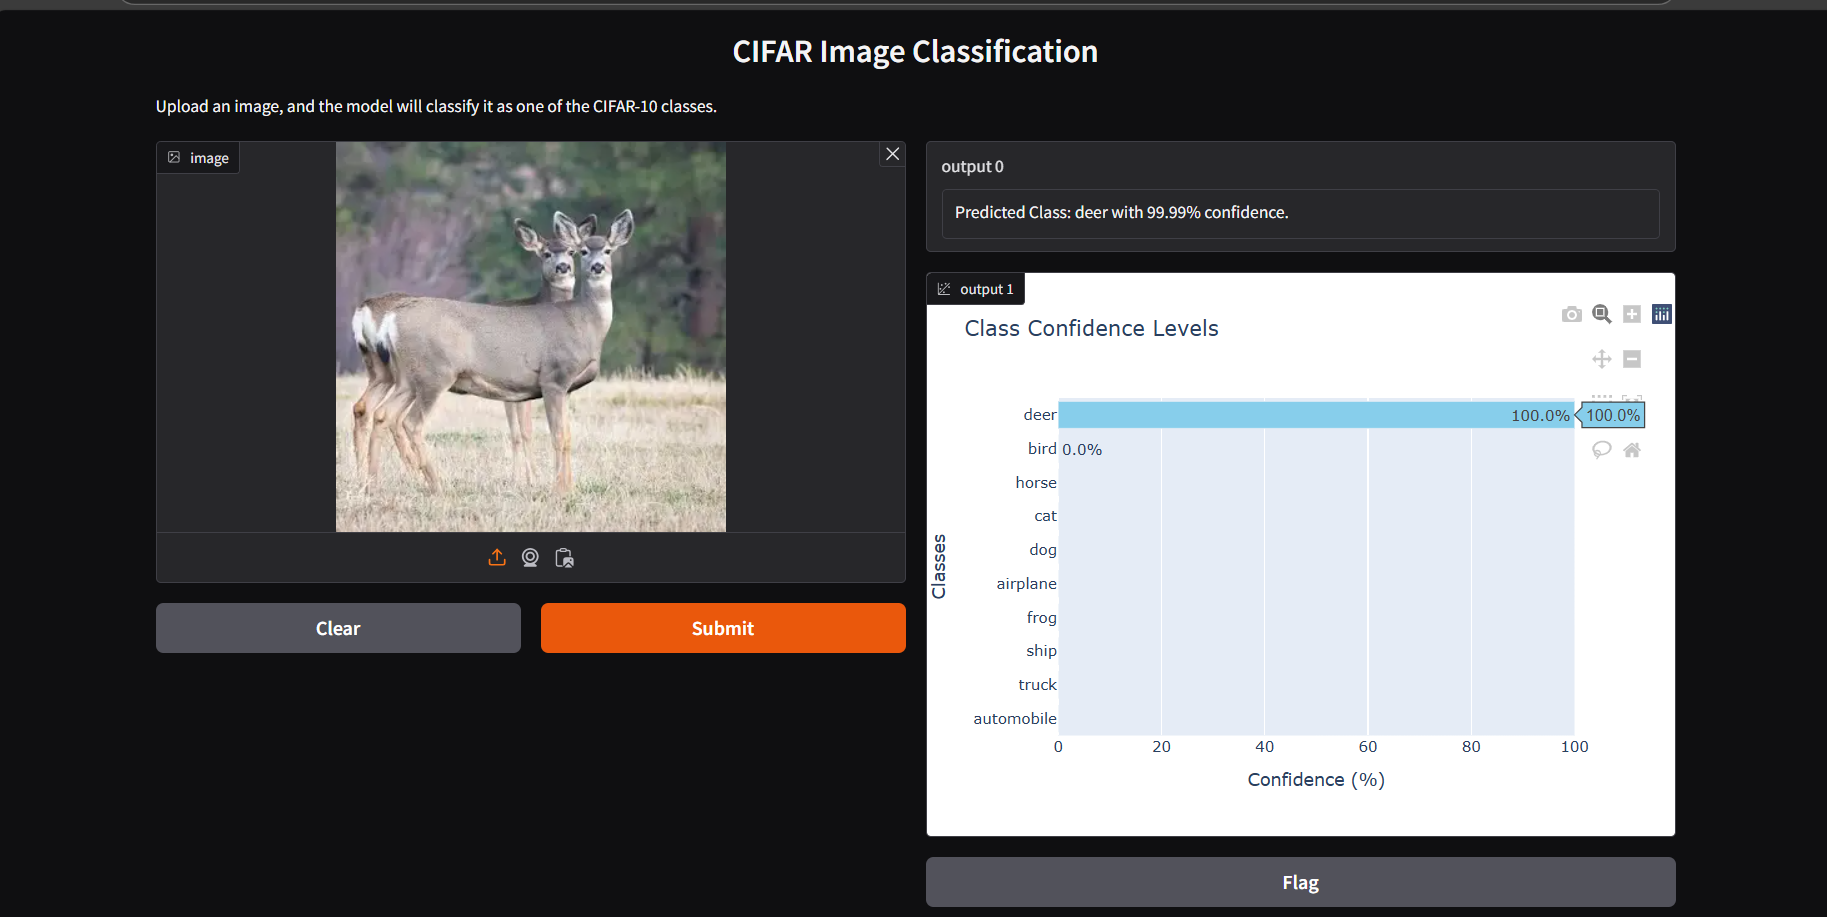 CIFAR Image Classification
Upload an image, and the model will classify it as one of the CIFAR-10 classes.
image
Clear
Submit
output 0
Predicted Class: deer with 99.99% confidence.
output 1
Class Confidence Levels
deer 100.0% 100.0%
bird 0.0%
horse
cat
dog
airplane
frog
ship
truck
automobile
Classes
0 20 40 60 80 100
Confidence (%)
Flag